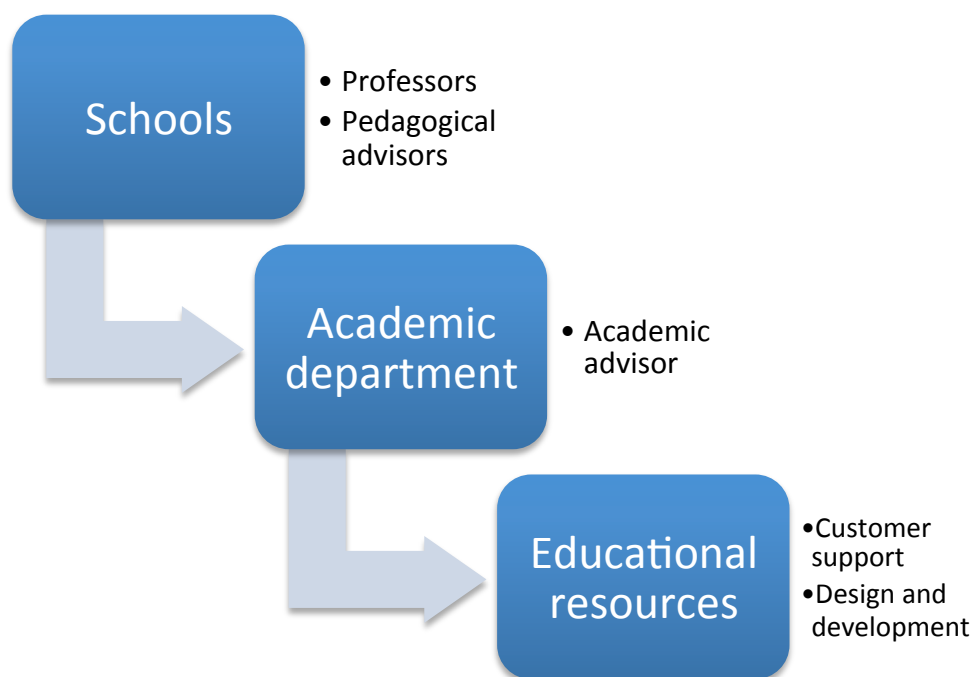 Schools
• Professors
• Pedagogical
advisors
Academic
department
• Academic
advisor
Educational
resources
•Customer
support
•Design and
development